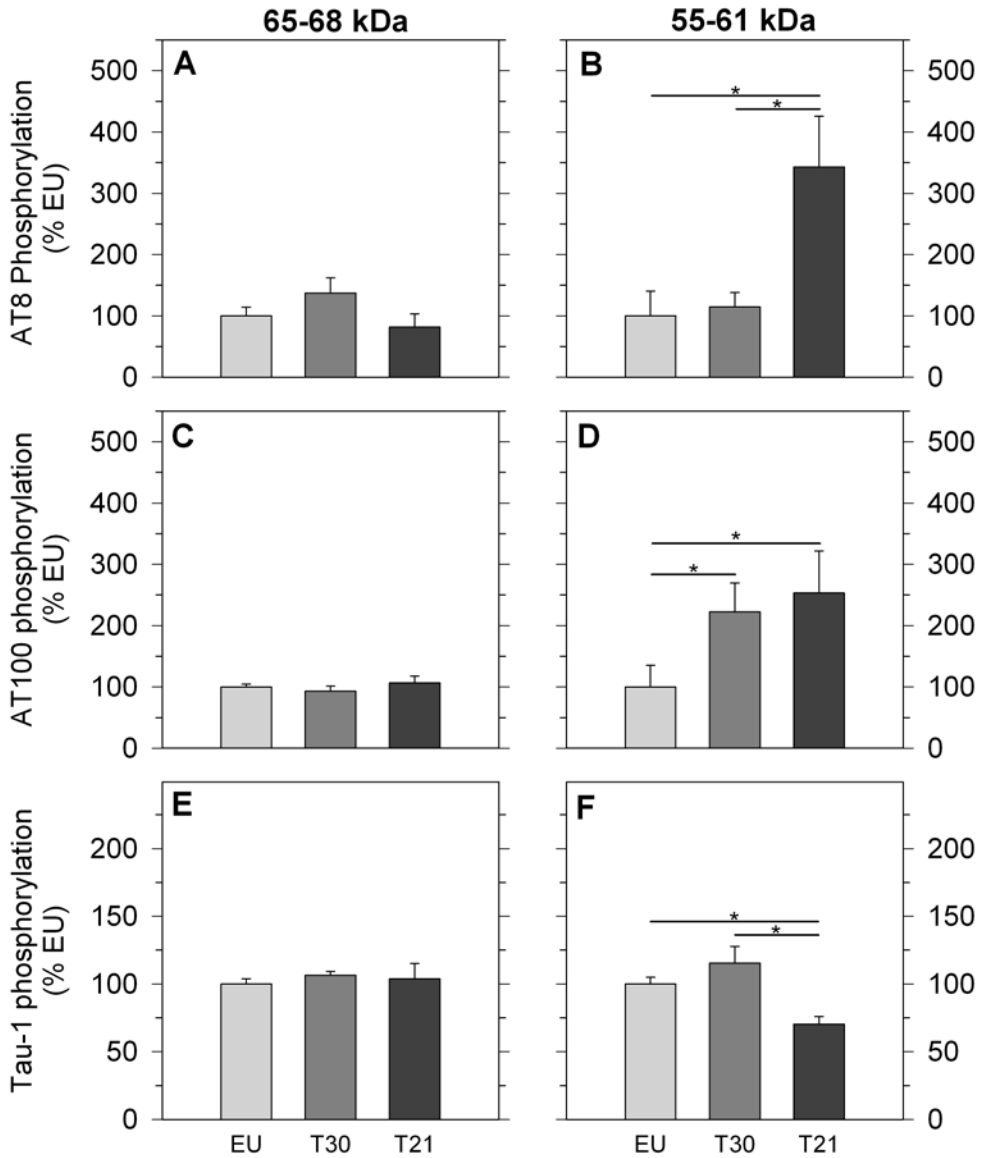 65-68 kDa
55-61 kDa
AT8 Phosphorylation
(% EU)
A
500
400
300
200
100
0
B
*
*
500
400
300
200
100
0
AT100 phosphorylation
(% EU)
C
500
400
300
200
100
0
D
*
*
500
400
300
200
100
0
Tau-1 phosphorylation
(% EU)
E
200
150
100
50
0
F
*
*
200
150
100
50
0
EU T30 T21
EU T30 T21